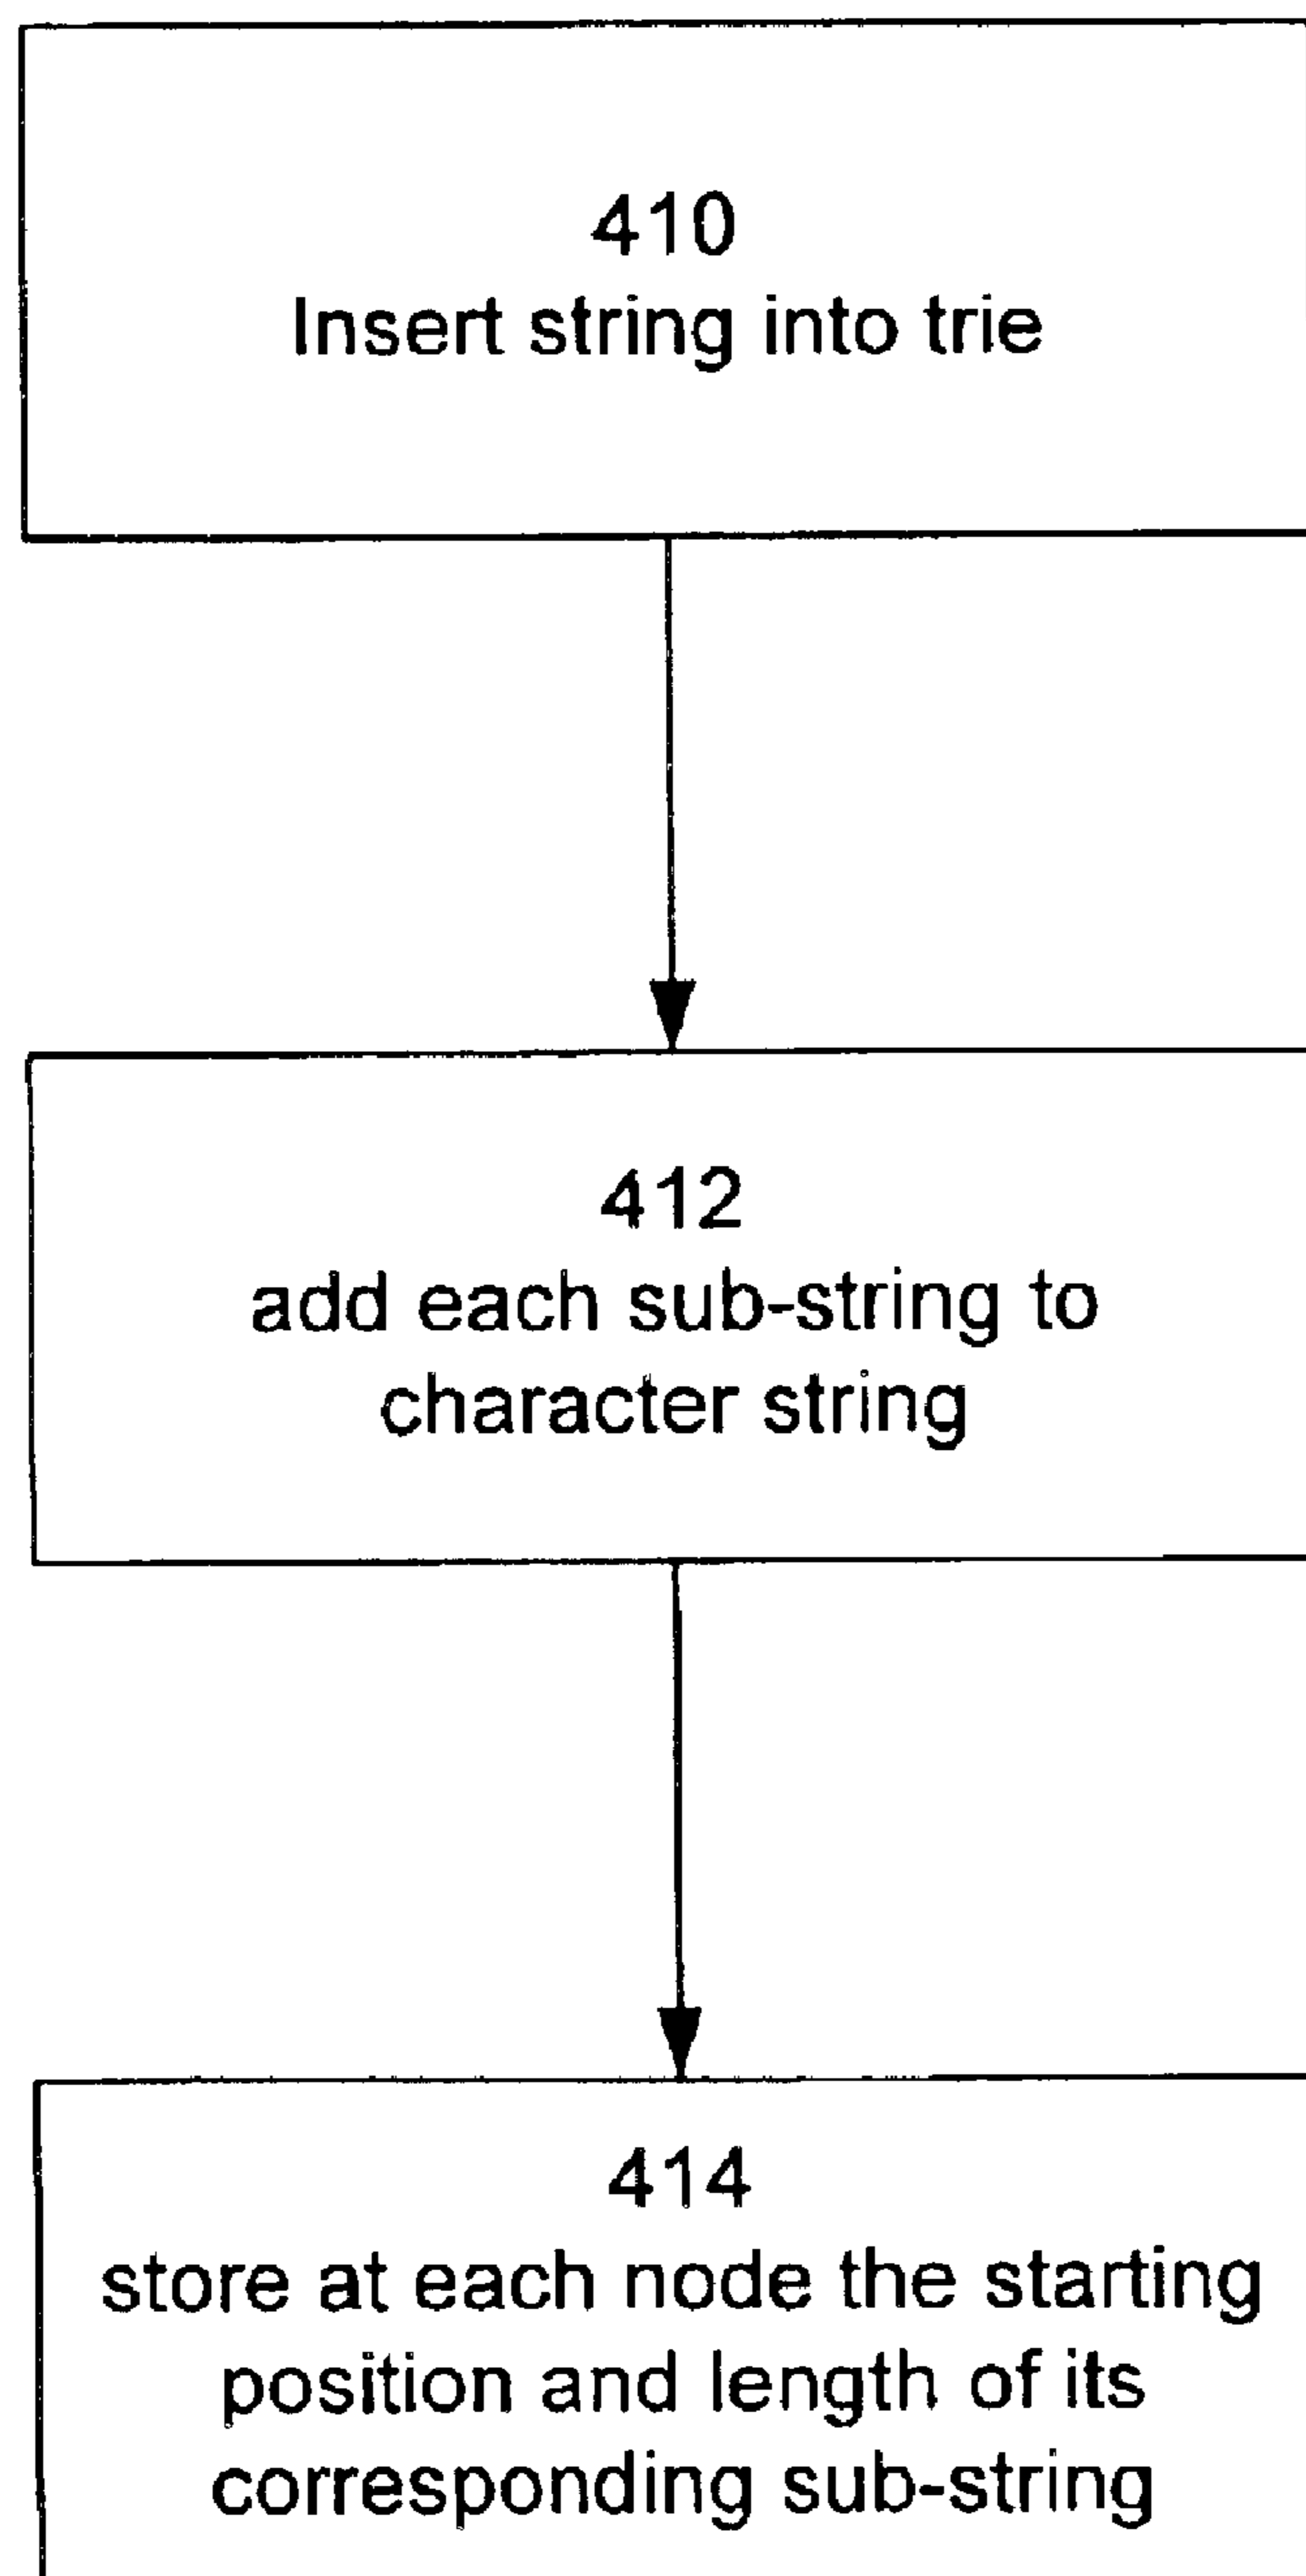 410
Insert string into trie
412
add each sub-string to
character string
414
store at each node the starting
position and length of its
corresponding sub-string